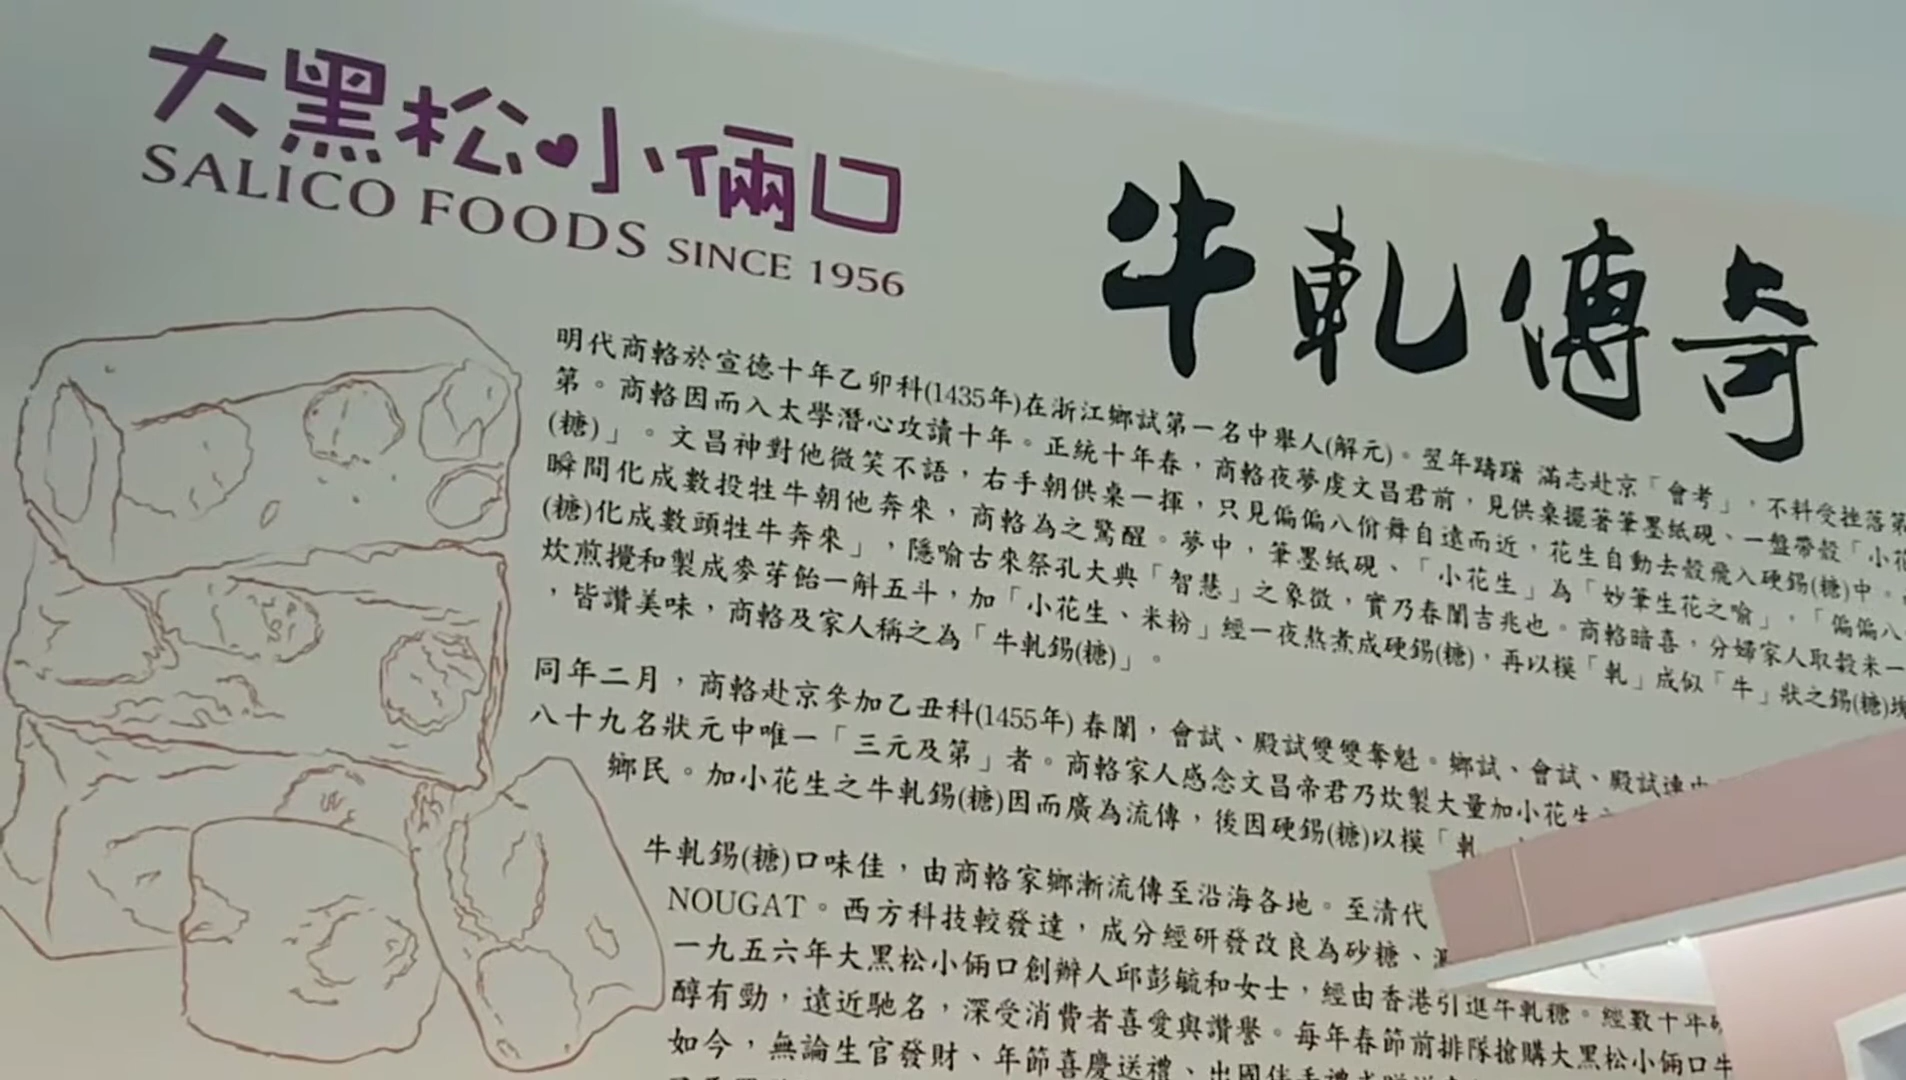 大黑松小倆口
SALICO FOODS SINCE 1956
牛軋傳奇
明代商輅於宣德十年乙卯科(1435年)在浙江鄉試第一名中舉人(解元)。翌年躊躇 滿志赴京「會考」,不料受挫落第
第。商輅因而入太學潛心攻讀十年。正統十年春,商輅夜夢虔文昌君前,見供桌擺著筆墨紙硯、一盤帶殼「小花
(糖)」。文昌神對他微笑不語,右手朝供桌一揮,只見偏偏八佾舞自遠而近,花生自動去殼飛入硬錫(糖)中。
瞬間化成數投牲牛朝他奔來,商輅為之驚醒。夢中,筆墨紙硯、「小花生」為「妙筆生花之喻」,「偏偏八
(糖)化成數頭牲牛奔來」,隱喻古來祭孔大典「智慧」之象徵,實乃春闈吉兆也。商輅暗喜,分婦家人取穀未一
炊煎攪和製成麥芽飴一斛五斗,加「小花生、米粉」經一夜熬煮成硬錫(糖),再以模「軋」成似「牛」狀之錫(糖)塊
,皆讚美味,商輅及家人稱之為「牛軋錫(糖)」。
同年二月,商輅赴京參加乙丑科(1455年) 春闈,會試、殿試雙雙奪魁。鄉試、會試、殿試連
八十九名狀元中唯一「三元及第」者。商輅家人感念文昌帝君乃炊製大量加小花生
鄉民。加小花生之牛軋錫(糖)因而廣為流傳,後因硬錫(糖)以模「軋
牛軋錫(糖)口味佳,由商輅家鄉漸流傳至沿海各地。至清代
NOUGAT。西方科技較發達,成分經研發改良為砂糖、
一九五六年大黑松小倆口創辦人邱彭毓和女士,經由香港引進牛軋糖。經數十年
醇有勁,遠近馳名,深受消費者喜愛與讚譽。每年春節前排隊搶購大黑松小倆口牛
如今,無論生官發財、年節喜慶送禮、出國伴手禮